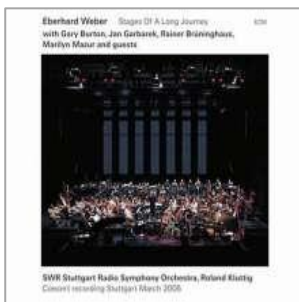 Eberhard Weber Stages Of A Long Journey ECM
with Gary Burton, Jan Garbarek, Rainer Brüninghaus,
Marilyn Mazur and guests
SWR Stuttgart Radio Symphony Orchestra, Roland Kluttig
Concert recording Stuttgart March 2005